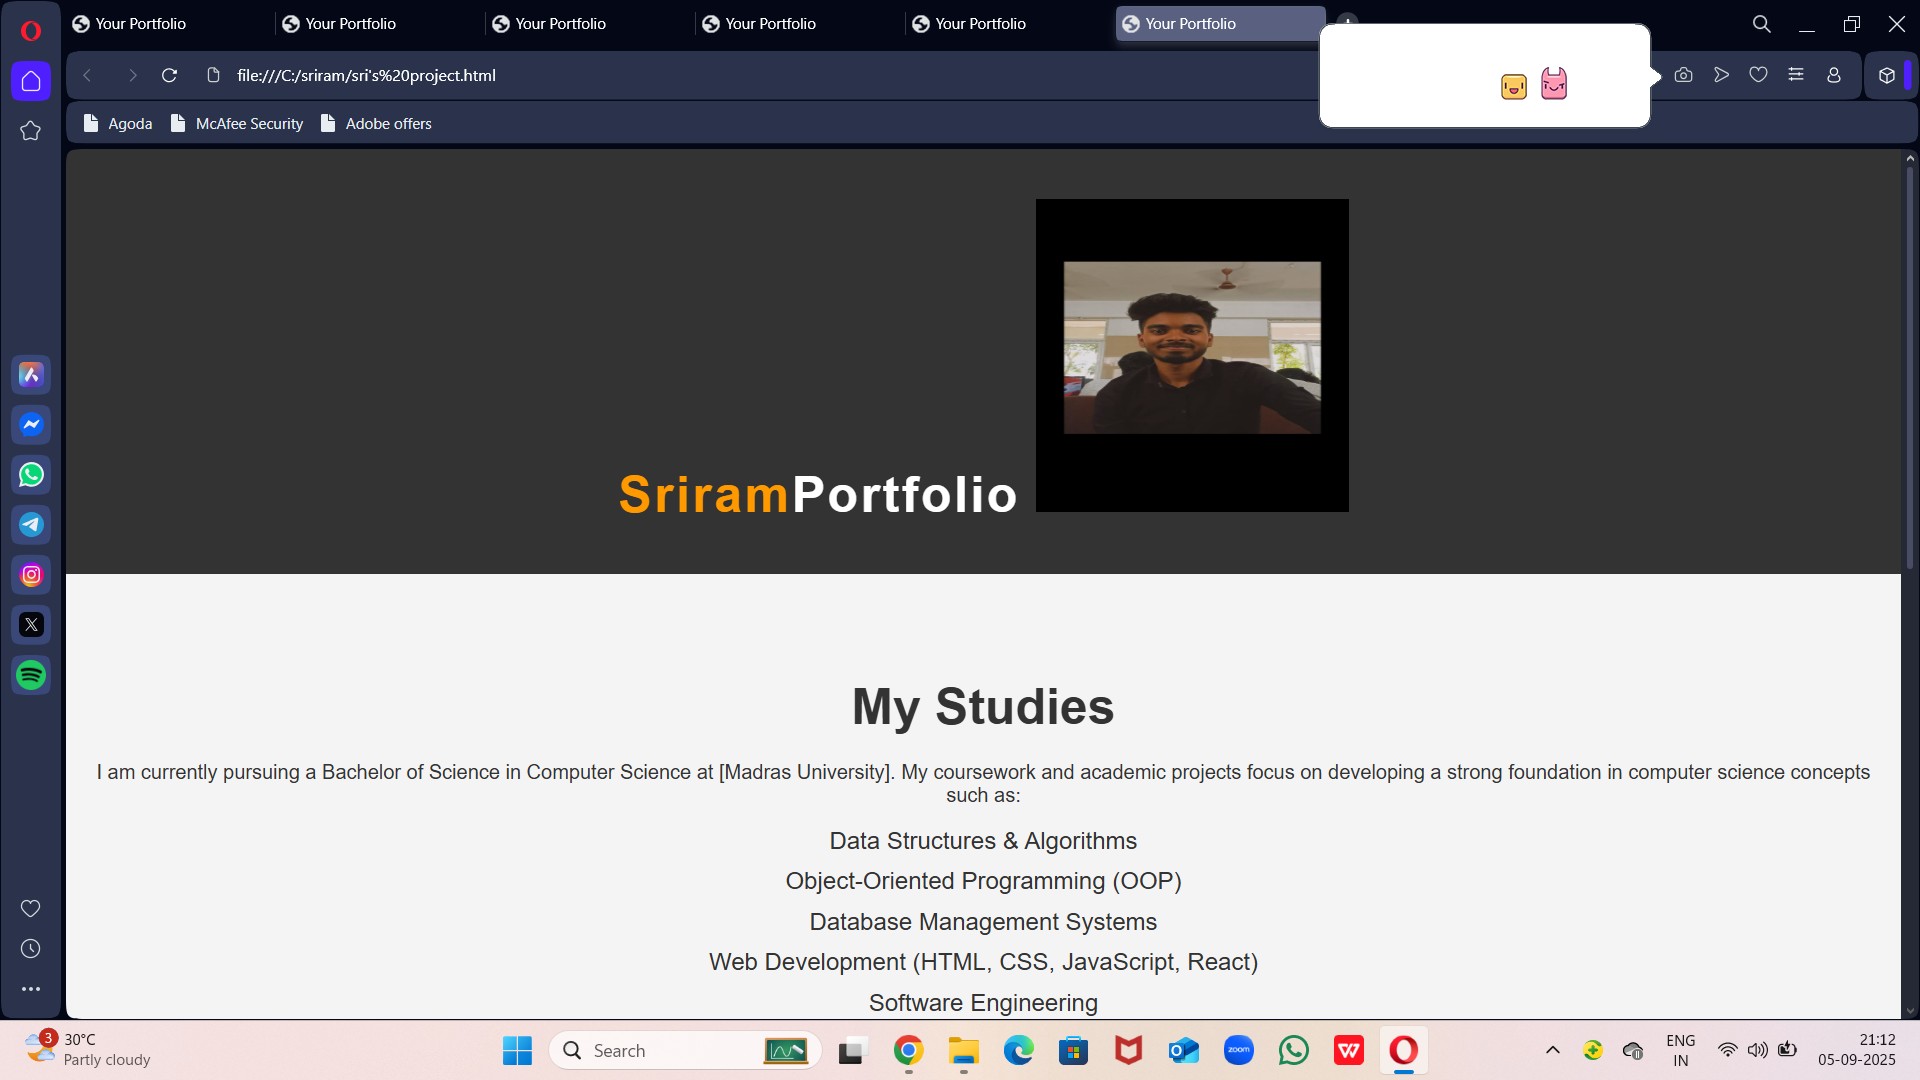 Your Portfolio
Your Portfolio
Your Portfolio
Your Portfolio
Your Portfolio
Your Portfolio
file:///C:/sriram/sri's%20project.html
Agoda
McAfee Security
Adobe offers
SriramPortfolio
My Studies
I am currently pursuing a Bachelor of Science in Computer Science at [Madras University]. My coursework and academic projects focus on developing a strong foundation in computer science concepts
such as:
Data Structures & Algorithms
Object-Oriented Programming (OOP)
Database Management Systems
Web Development (HTML, CSS, JavaScript, React)
Software Engineering
3
30°C
Partly cloudy
Search
zoom
ENG
IN
21:12
05-09-2025